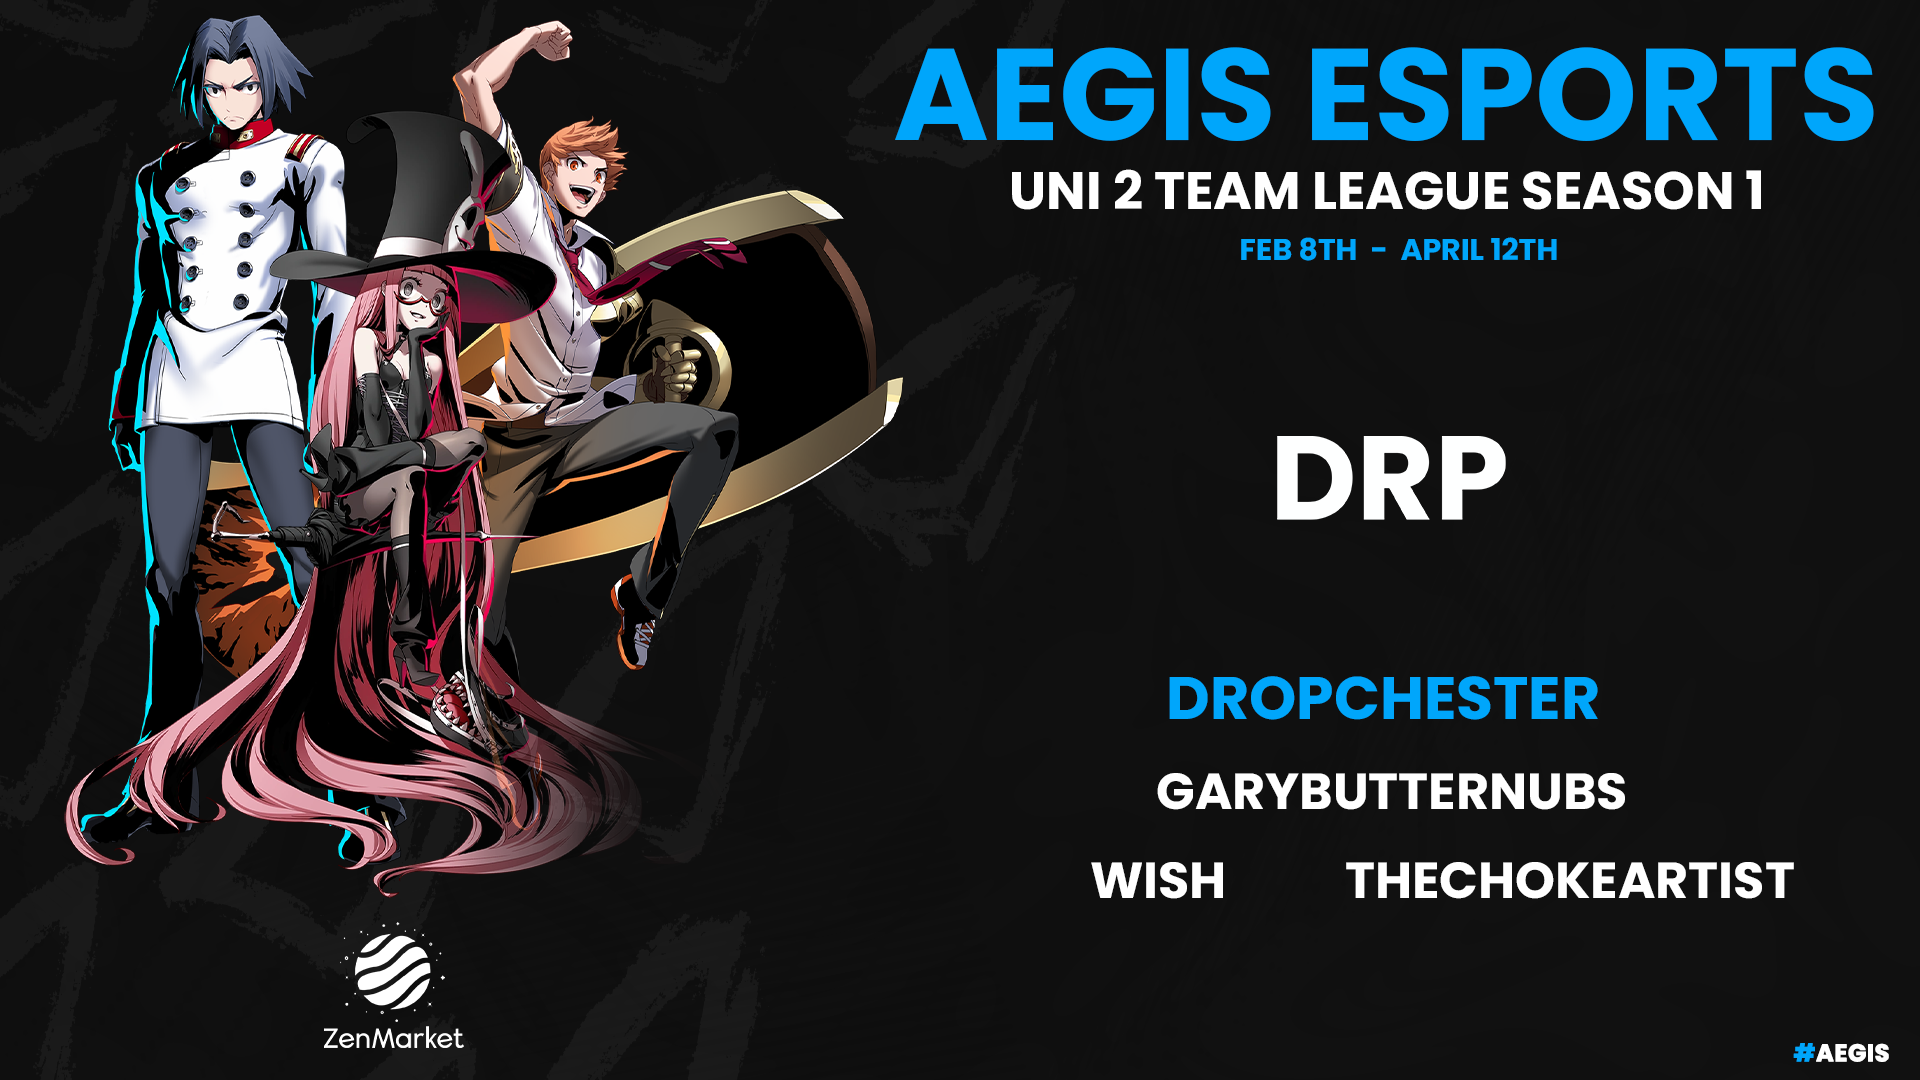 AEGIS ESPORTS
UNI 2 TEAM LEAGUE SEASON 1
FEB 8TH - APRIL 12TH
DRP
DROPCHESTER
GARYBUTTERNUBS
WISH THECHOKEARTIST
ZenMarket
#AEGIS